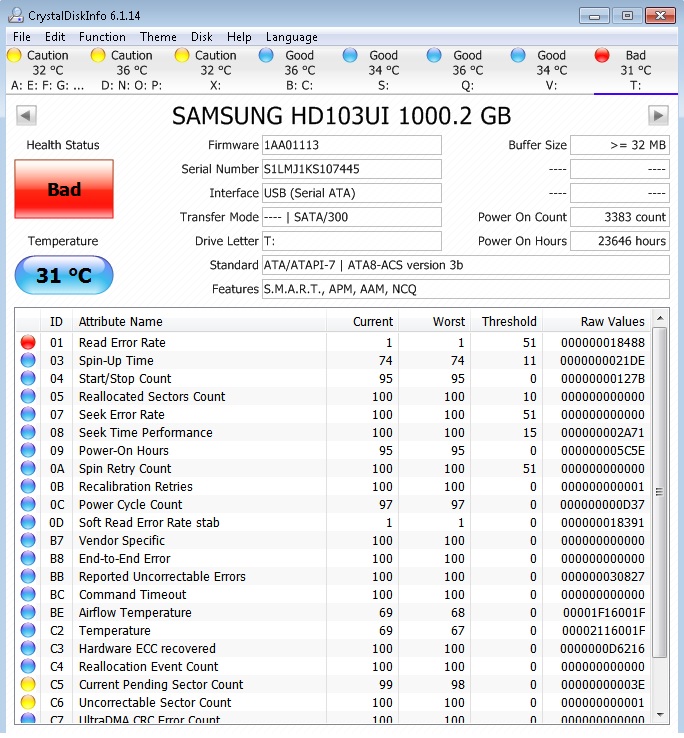 CrystalDiskInfo 6.1.14
File Edit Function Theme Disk Help Language
Caution Caution Caution Good Good Good Good Bad
32 °C 36 °C 32 °C 36 °C 34 °C 36 °C 34 °C 31 °C
A: E: F: G: ... D: N: O: P: X: B: C: S: Q: V: T:
SAMSUNG HD103UI 1000.2 GB
Health Status
Bad
Temperature
31 °C
Firmware 1AA01113 Buffer Size >= 32 MB
Serial Number S1LMJ1KS107445 ---- ----
Interface USB (Serial ATA) ---- ----
Transfer Mode ---- | SATA/300 Power On Count 3383 count
Drive Letter T: Power On Hours 23646 hours
Standard ATA/ATAPI-7 | ATA8-ACS version 3b
Features S.M.A.R.T., APM, AAM, NCQ
ID Attribute Name Current Worst Threshold Raw Values
01 Read Error Rate 1 1 51 000000018488
03 Spin-Up Time 74 74 11 0000000021DE
04 Start/Stop Count 95 95 0 00000000127B
05 Reallocated Sectors Count 100 100 10 000000000000
07 Seek Error Rate 100 100 51 000000000000
08 Seek Time Performance 100 100 15 000000002A71
09 Power-On Hours 95 95 0 000000005C5E
0A Spin Retry Count 100 100 51 000000000000
0B Recalibration Retries 100 100 0 000000000001
0C Power Cycle Count 97 97 0 000000000D37
0D Soft Read Error Rate stab 1 1 0 000000018391
B7 Vendor Specific 100 100 0 000000000000
B8 End-to-End Error 100 100 0 000000000000
BB Reported Uncorrectable Errors 100 100 0 000000030827
BC Command Timeout 100 100 0 000000000000
BE Airflow Temperature 69 68 0 00001F16001F
C2 Temperature 69 67 0 00002116001F
C3 Hardware ECC recovered 100 100 0 0000000D6216
C4 Reallocation Event Count 100 100 0 000000000000
C5 Current Pending Sector Count 99 98 0 00000000003E
C6 Uncorrectable Sector Count 100 100 0 000000000001
C7 UltraDMA CRC Error Count 100 100 0 000000000000